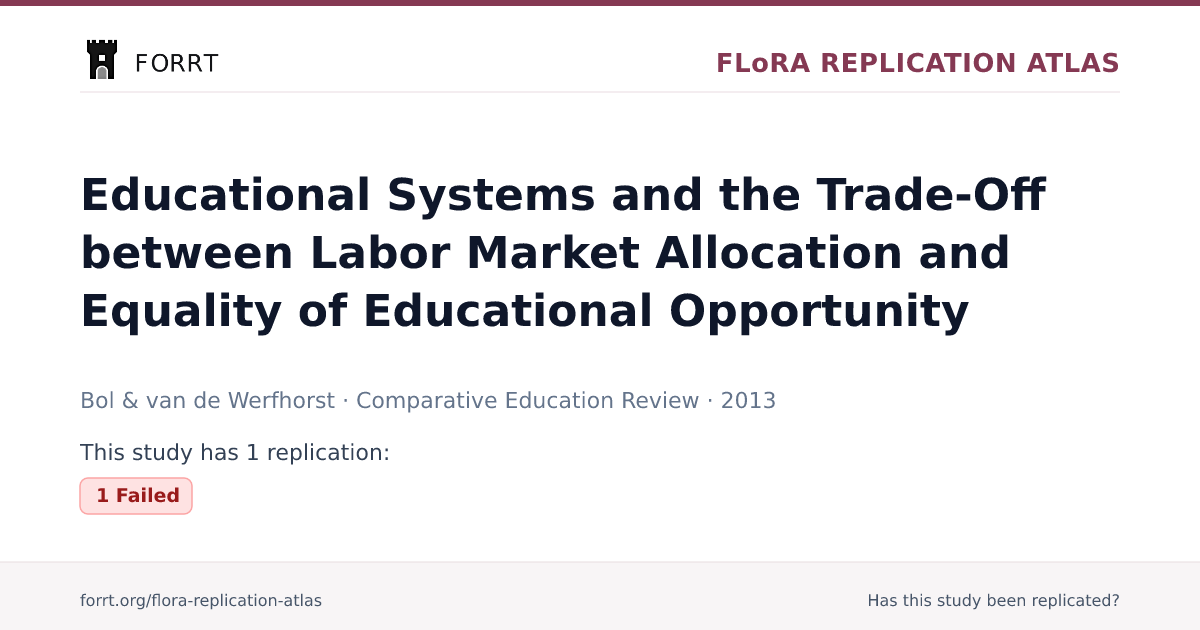 FORRT
FLoRA REPLICATION ATLAS
Educational Systems and the Trade-Off
between Labor Market Allocation and
Equality of Educational Opportunity
Bol & van de Werfhorst · Comparative Education Review · 2013
This study has 1 replication:
1 Failed
forrt.org/flora-replication-atlas
Has this study been replicated?